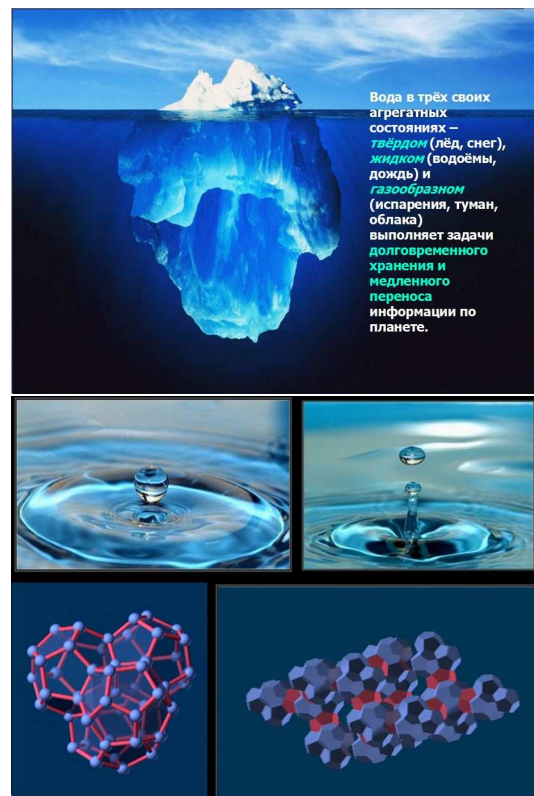 Вода в трёх своих
агрегатных
состояниях –
твёрдом (лёд, снег),
жидком (водоёмы,
дождь) и
газообразном
(испарения, туман,
облака)
выполняет задачи
долговременного
хранения и
медленного
переноса
информации по
планете.